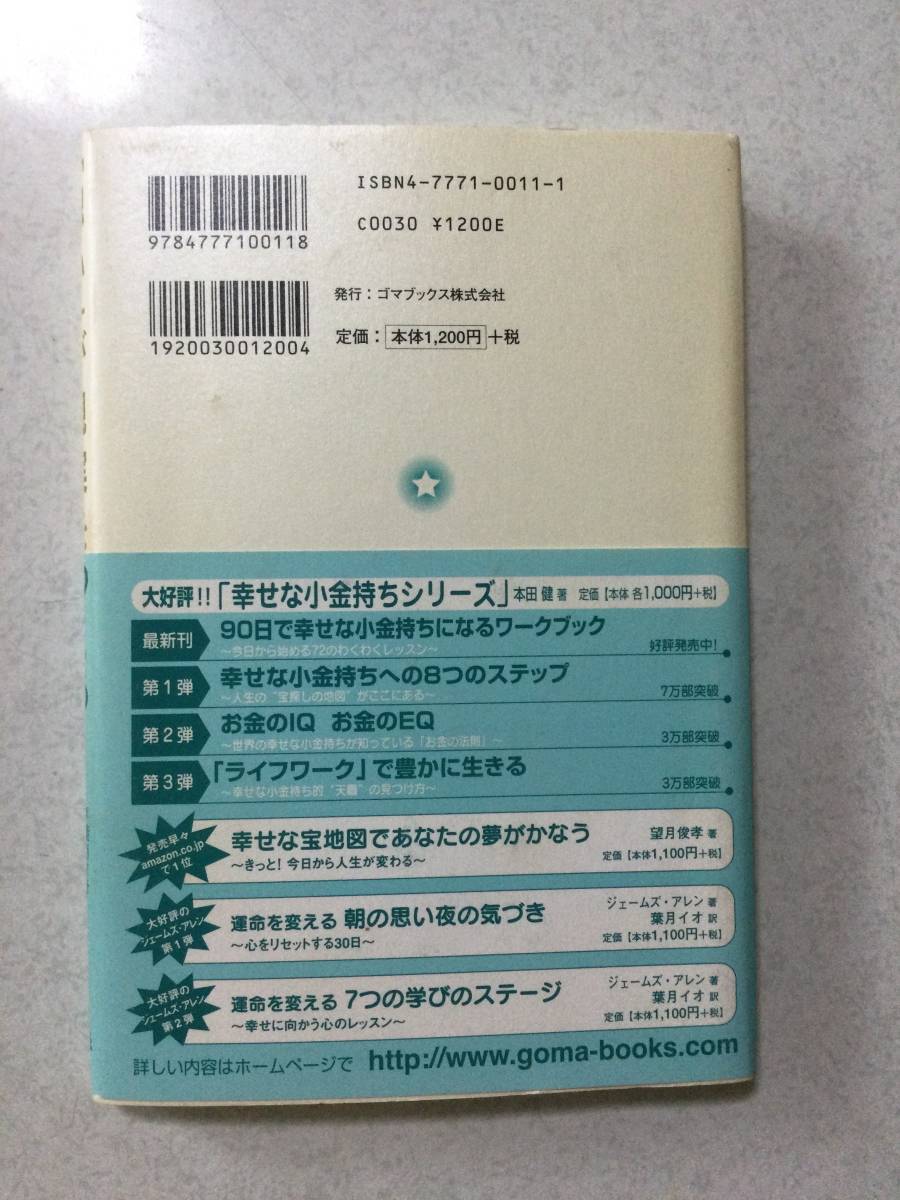 ISBN4-7771-0011-1
9784777100118
C0030 ¥1200E
1920030012004
発行：ゴマブックス株式会社
定価：本体1,200円+税
大好評!!「幸せな小金持ちシリーズ」本田 健 著 定価【本体 各1,000円+税】
最新刊 90日で幸せな小金持ちになるワークブック
～今日から始める72のわくわくレッスン～ 好評発売中!
第1弾 幸せな小金持ちへの8つのステップ
～人生の“宝探しの地図”がここにある～ 7万部突破
第2弾 お金のIQ お金のEQ
～世界の幸せな小金持ちが知っている「お金の法則」～ 3万部突破
第3弾 「ライフワーク」で豊かに生きる
～幸せな小金持ち的“天職”の見つけ方～ 3万部突破
発売早々
amazon.co.jp
で1位
幸せな宝地図であなたの夢がかなう 望月俊孝 著
～きっと! 今日から人生が変わる～ 定価【本体1,100円+税】
大好評の
ジェームズ・アレン
第1弾
運命を変える 朝の思い夜の気づき
～心をリセットする30日～
ジェームズ・アレン 著
葉月イオ 訳
定価【本体1,100円+税】
大好評の
ジェームズ・アレン
第2弾
運命を変える 7つの学びのステージ
～幸せに向かう心のレッスン～
ジェームズ・アレン 著
葉月イオ 訳
定価【本体1,100円+税】
詳しい内容はホームページで http://www.goma-books.com